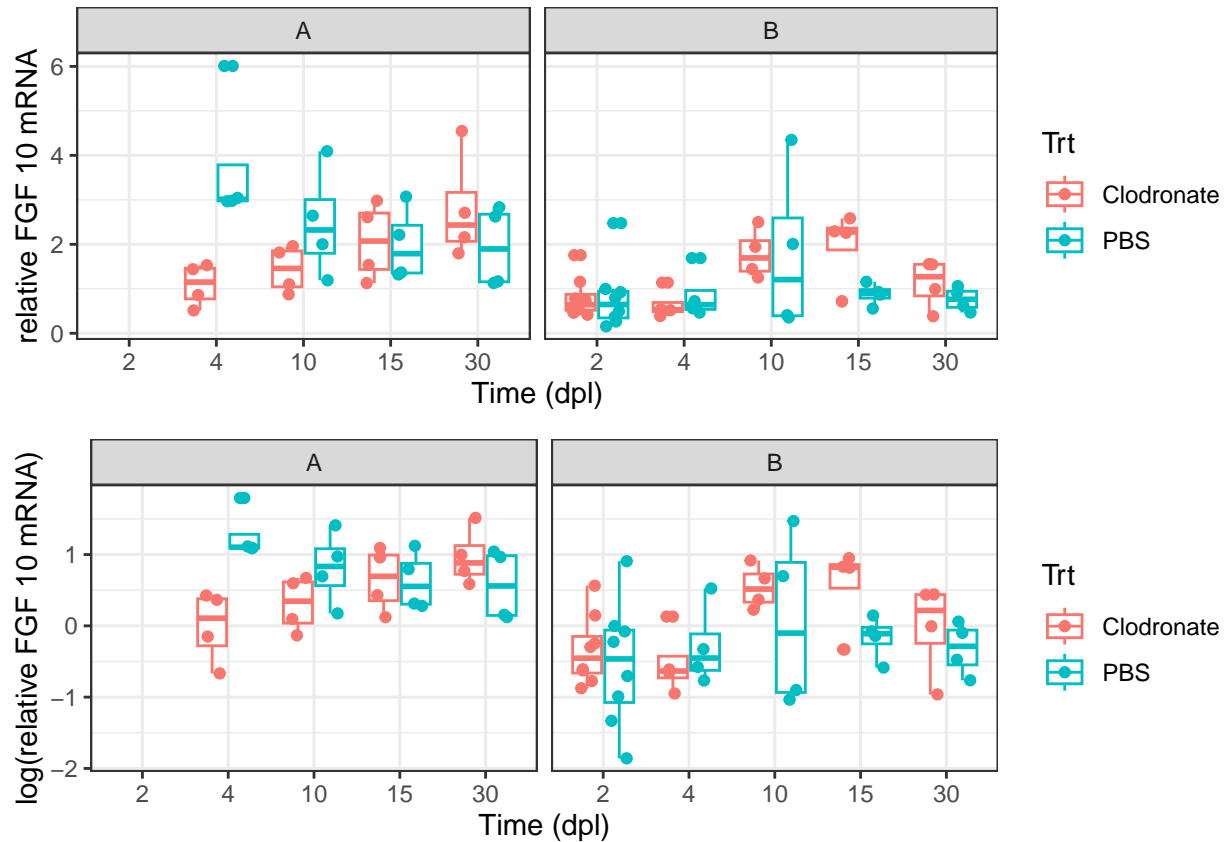 A B
relative FGF 10 mRNA
6
4
2
0
2 4 10 15 30 2 4 10 15 30
Time (dpl)
Trt
Clodronate
PBS
A B
log(relative FGF 10 mRNA)
1
0
−1
−2
2 4 10 15 30 2 4 10 15 30
Time (dpl)
Trt
Clodronate
PBS